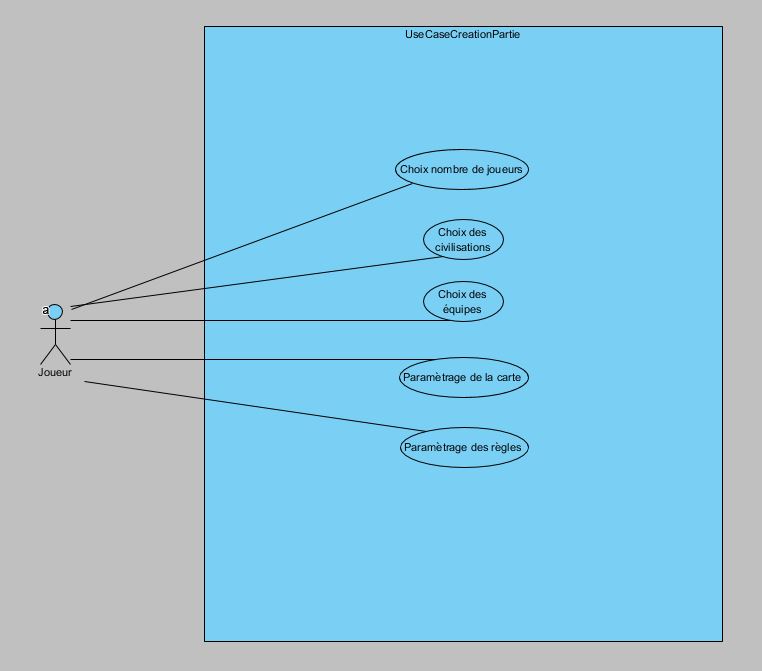 UseCaseCreationPartie
Choix nombre de joueurs
Choix des
civilisations
Choix des
équipes
a
Joueur
Paramètrage de la carte
Paramètrage des règles